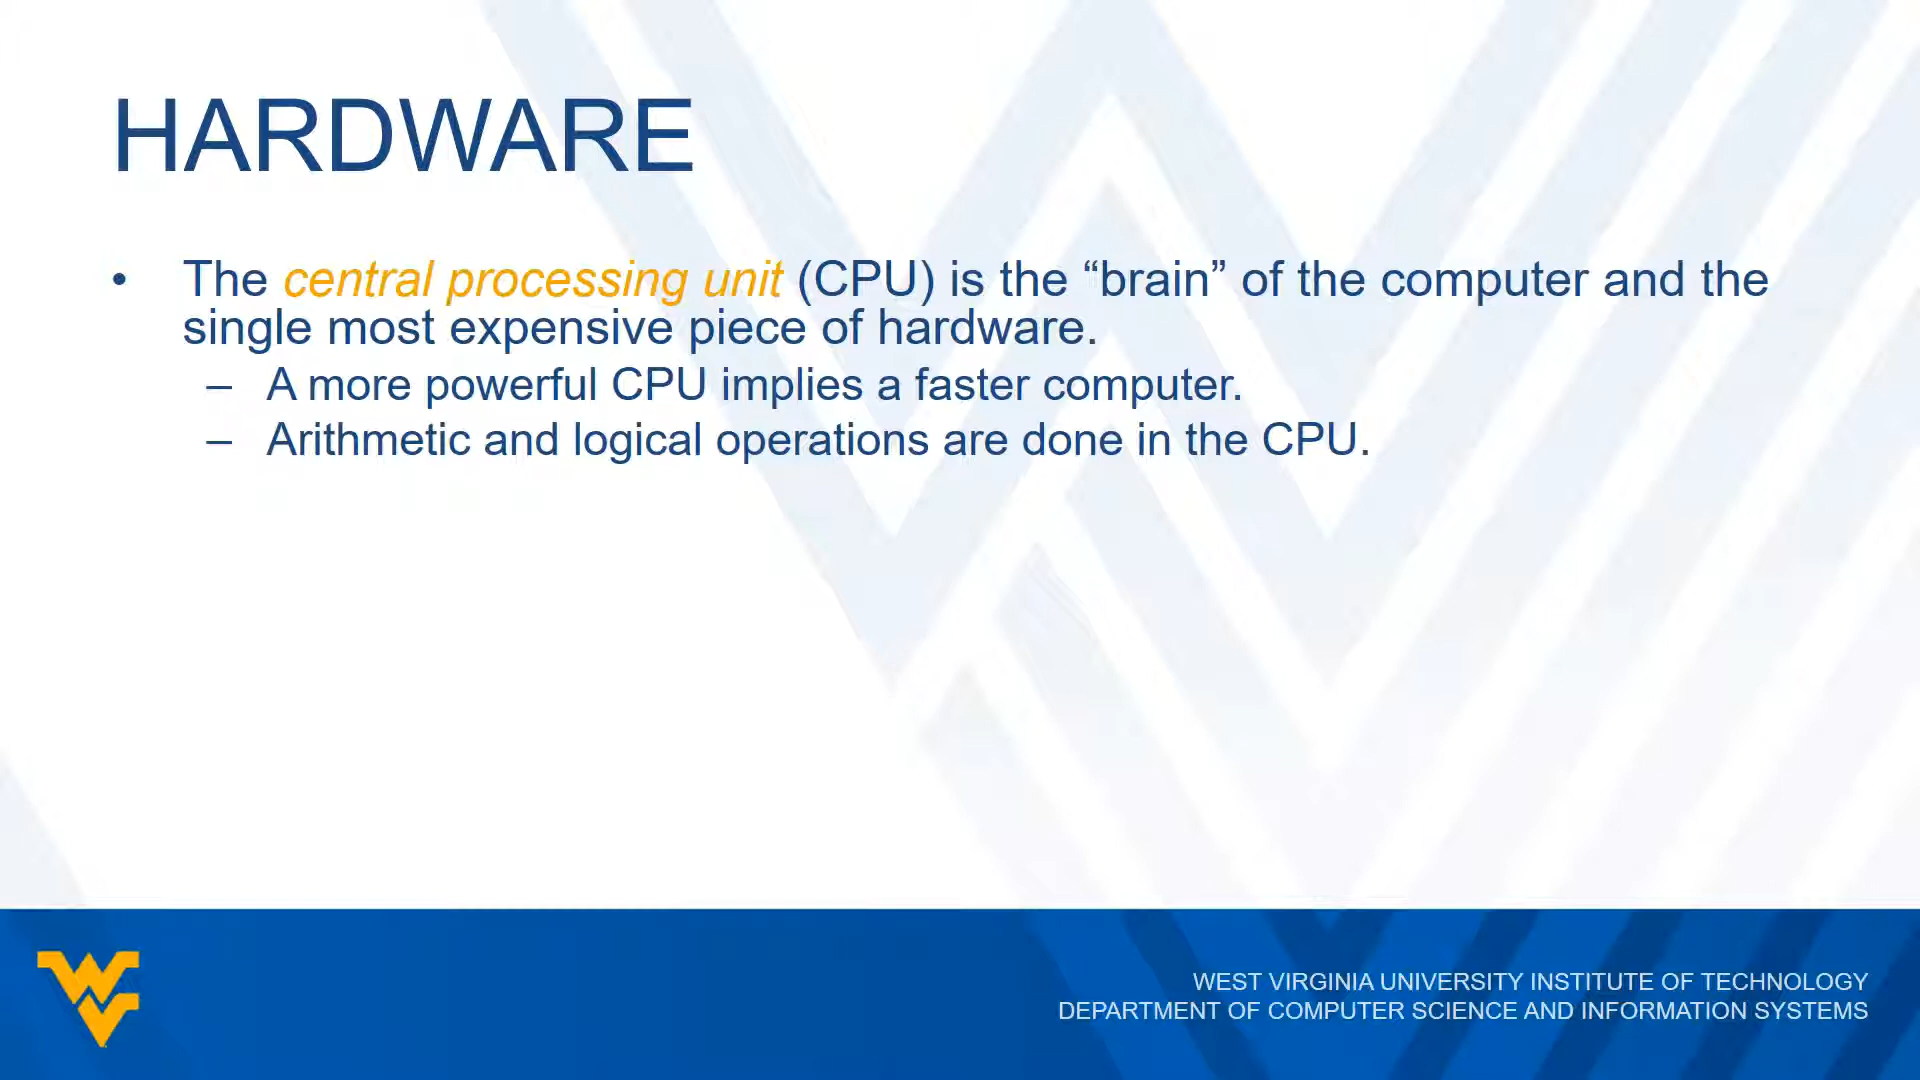 HARDWARE
• The central processing unit (CPU) is the “brain” of the computer and the
single most expensive piece of hardware.
– A more powerful CPU implies a faster computer.
– Arithmetic and logical operations are done in the CPU.
WEST VIRGINIA UNIVERSITY INSTITUTE OF TECHNOLOGY
DEPARTMENT OF COMPUTER SCIENCE AND INFORMATION SYSTEMS